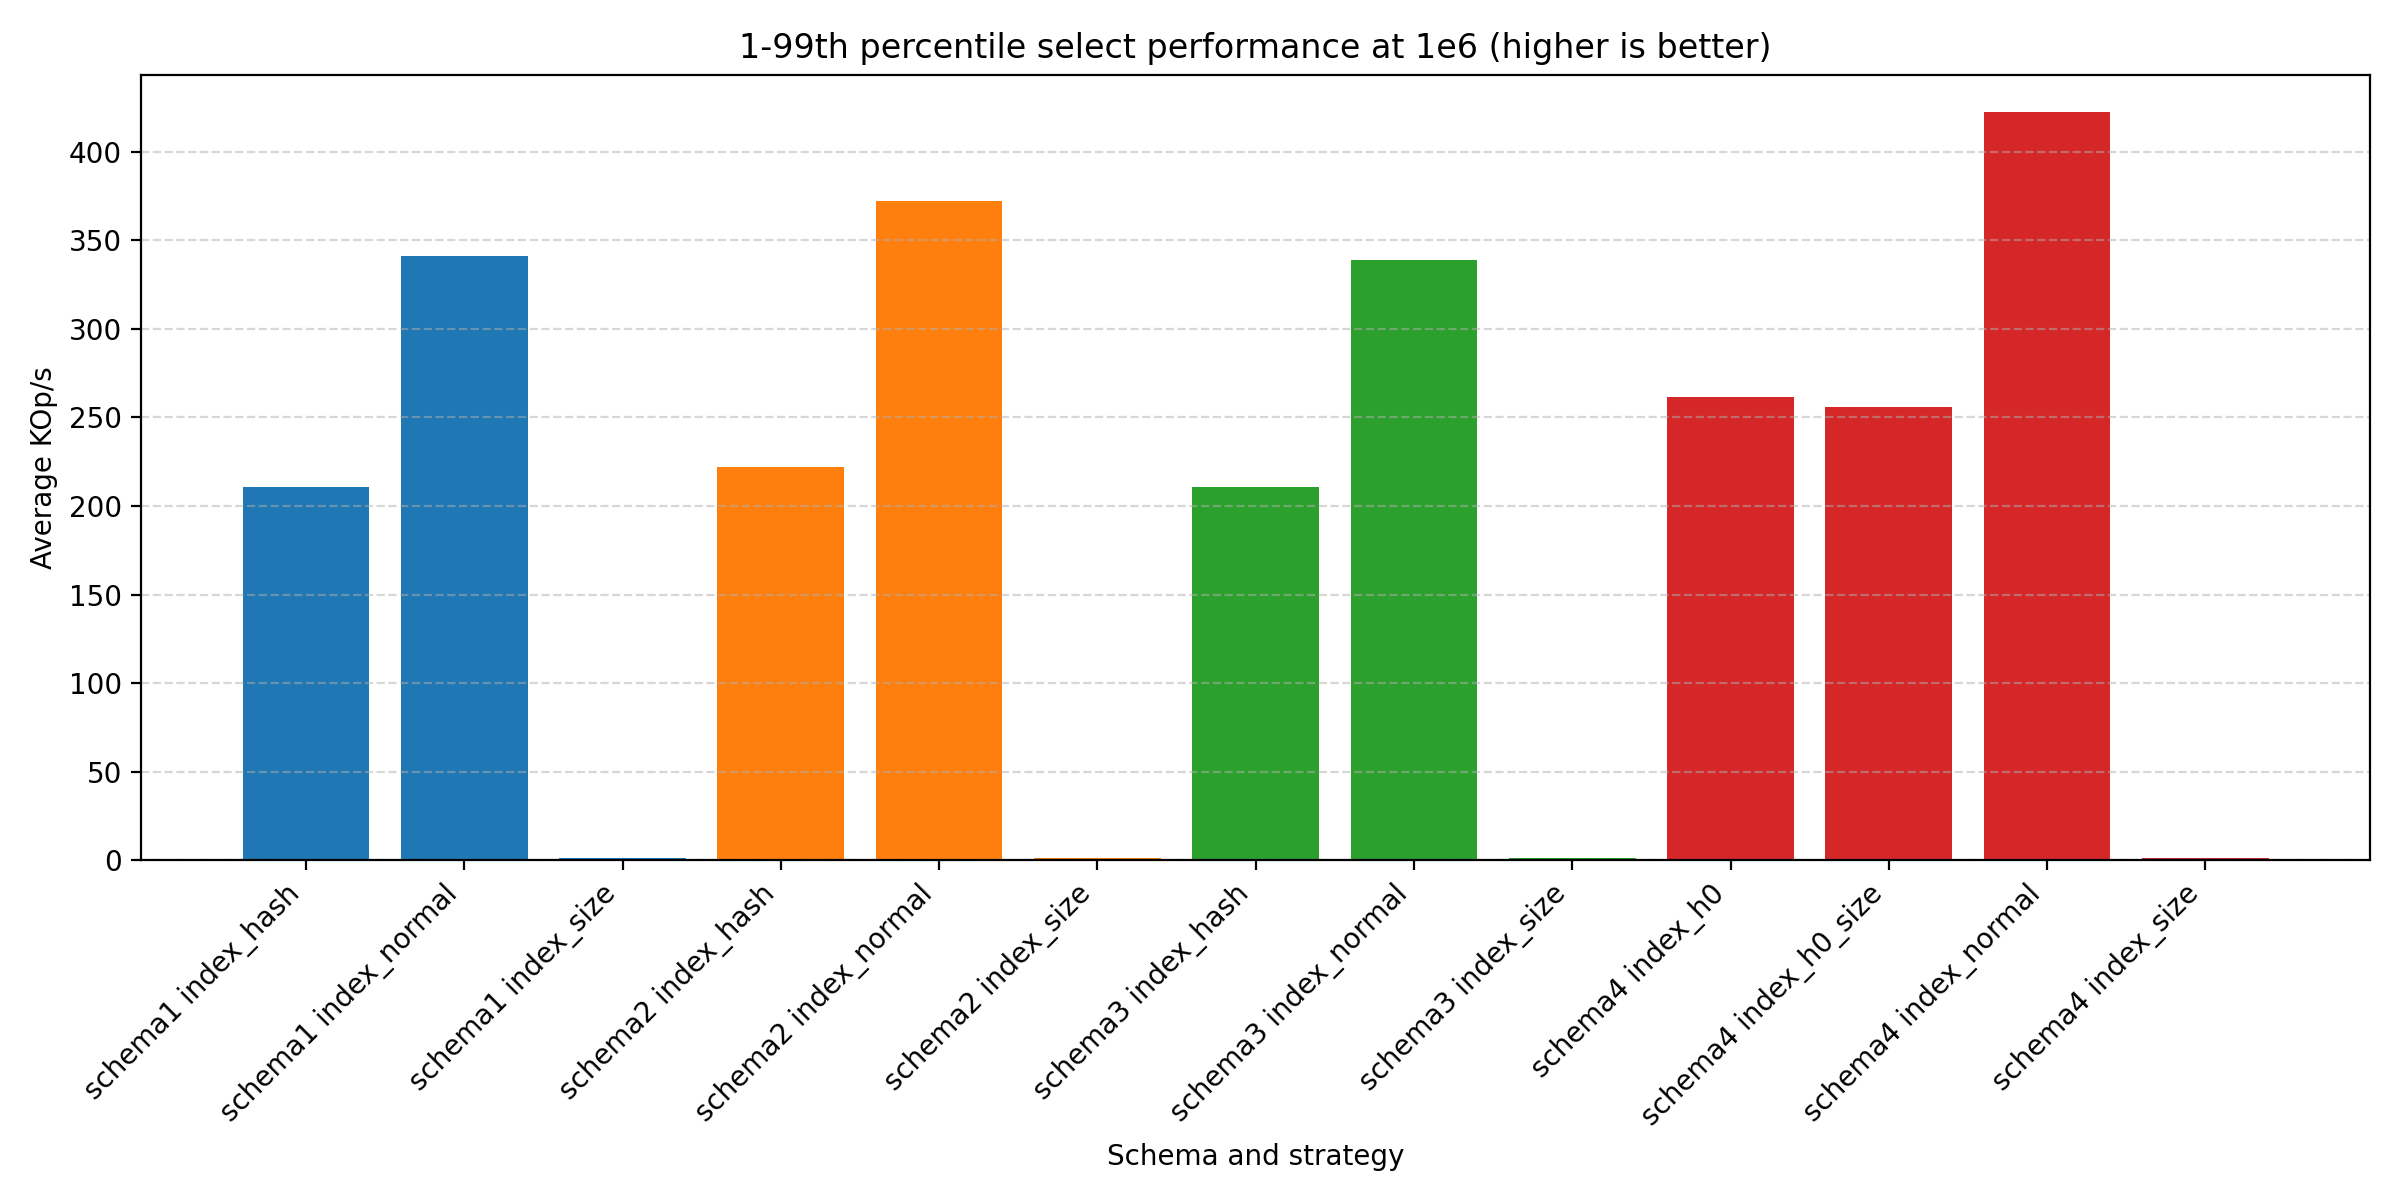 1-99th percentile select performance at 1e6 (higher is better)
Average KOp/s
400
350
300
250
200
150
100
50
0
schema1 index_hash
schema1 index_normal
schema1 index_size
schema2 index_hash
schema2 index_normal
schema2 index_size
schema3 index_hash
schema3 index_normal
schema3 index_size
schema4 index_h0
schema4 index_h0_size
schema4 index_normal
schema4 index_size
Schema and strategy